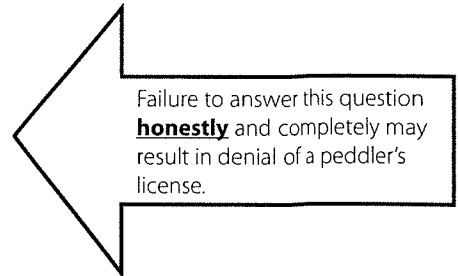 Failure to answer this question
honestly and completely may
result in denial of a peddler's
license.